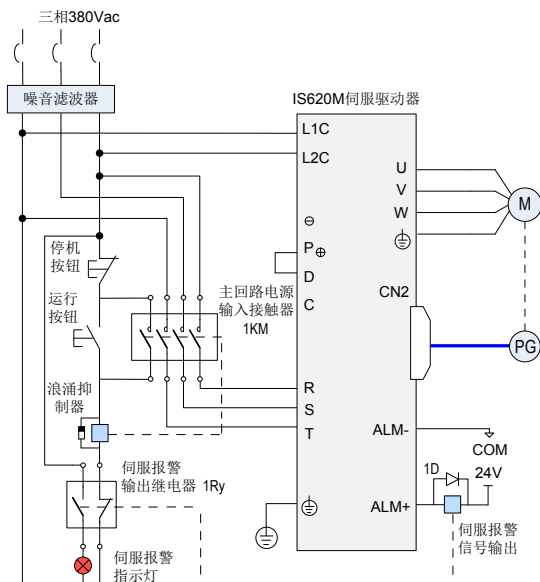 三相380Vac
噪音滤波器
IS620M伺服驱动器
L1C
L2C
U
V
W
M
⊖
P⊕
D
C
CN2
停机
按钮
运行
按钮
主回路电源
输入接触器
1KM
PG
浪涌抑
制器
R
S
T
ALM-
COM
24V
1D
ALM+
伺服报警
输出继电器 1Ry
伺服报警
信号输出
伺服报警
指示灯